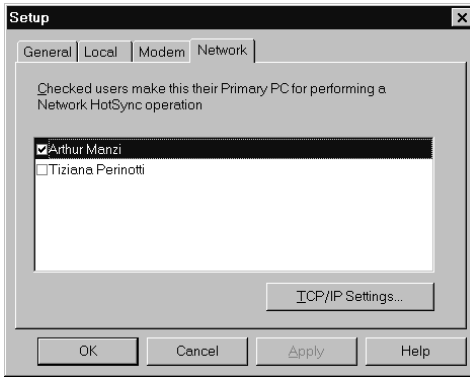 Setup
General Local Modem Network
Checked users make this their Primary PC for performing a
Network HotSync operation
Arthur Manzi
Tiziana Perinotti
TCP/IP Settings...
OK Cancel Apply Help